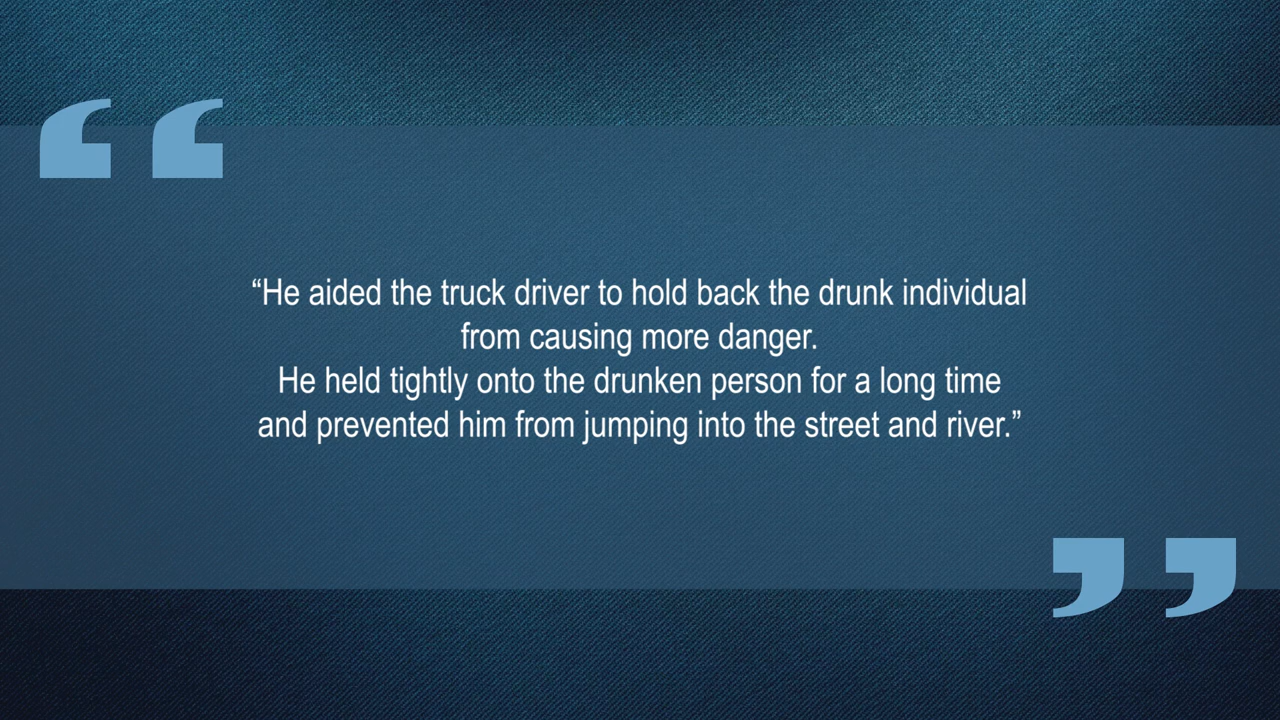 “He aided the truck driver to hold back the drunk individual
from causing more danger.
He held tightly onto the drunken person for a long time
and prevented him from jumping into the street and river.”